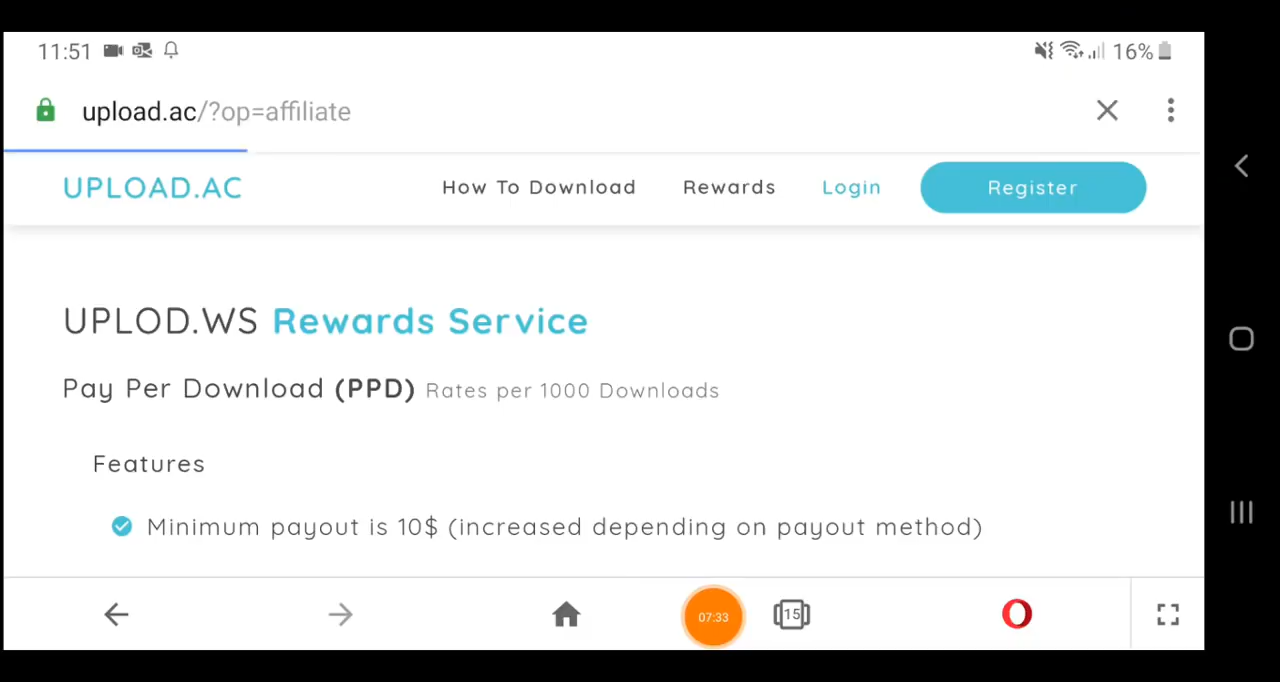 11:51 16%
upload.ac/?op=affiliate
UPLOAD.AC How To Download Rewards Login Register
UPLOD.WS Rewards Service
Pay Per Download (PPD) Rates per 1000 Downloads
Features
Minimum payout is 10$ (increased depending on payout method)
07:33 15